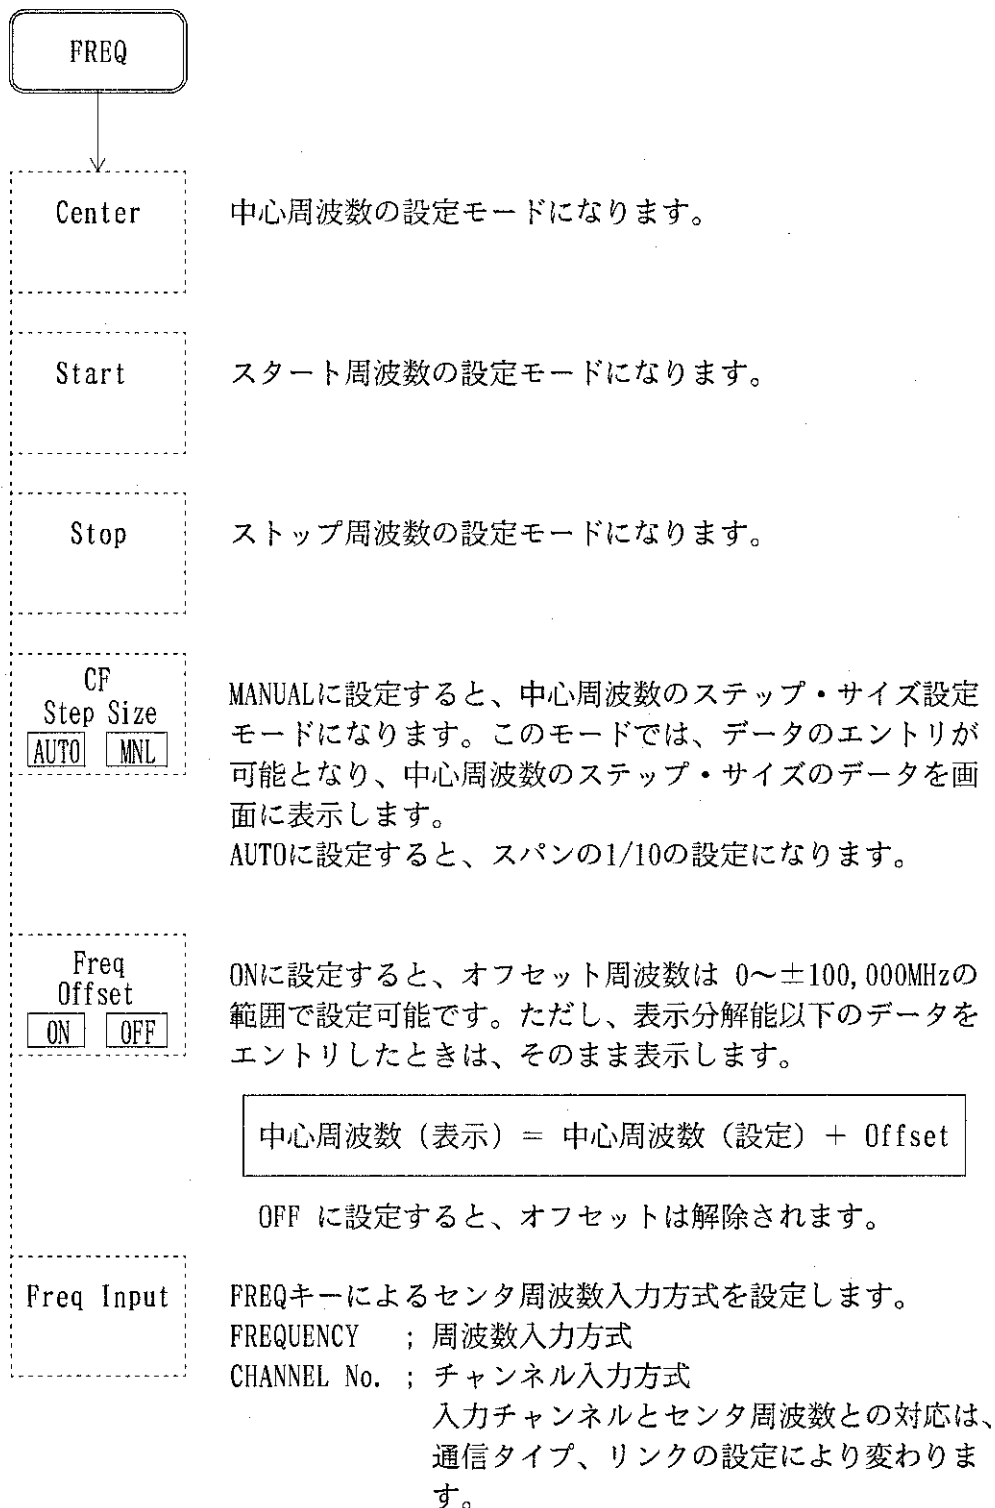 FREQ
Center
中心周波数の設定モードになります。
Start
スタート周波数の設定モードになります。
Stop
ストップ周波数の設定モードになります。
CF
Step Size
AUTO MNL
MANUALに設定すると、中心周波数のステップ・サイズ設定
モードになります。このモードでは、データのエントリが
可能となり、中心周波数のステップ・サイズのデータを画
面に表示します。
AUTOに設定すると、スパンの1/10の設定になります。
Freq
Offset
ON OFF
ONに設定すると、オフセット周波数は 0～±100,000MHzの
範囲で設定可能です。ただし、表示分解能以下のデータを
エントリしたときは、そのまま表示します。
中心周波数（表示）＝ 中心周波数（設定）＋ Offset
OFF に設定すると、オフセットは解除されます。
Freq Input
FREQキーによるセンタ周波数入力方式を設定します。
FREQUENCY ; 周波数入力方式
CHANNEL No. ; チャンネル入力方式
入力チャンネルとセンタ周波数との対応は、
通信タイプ、リンクの設定により変わりま
す。